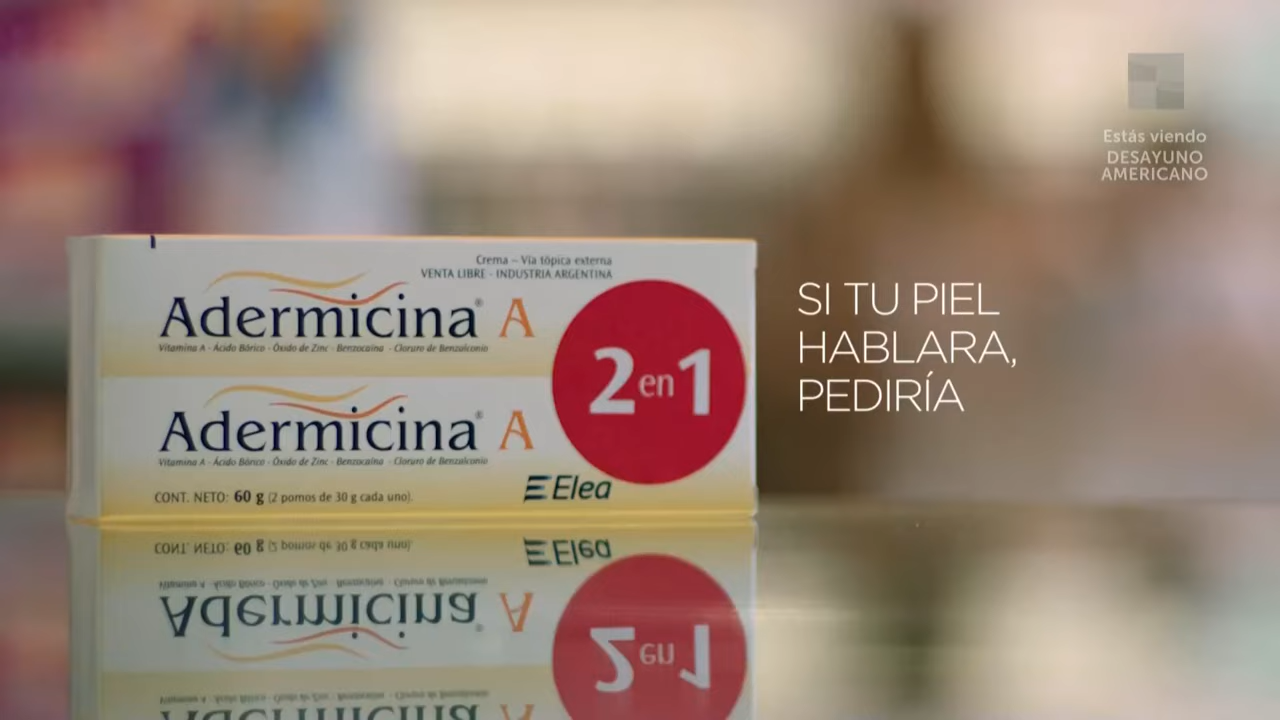 Estás viendo
DESAYUNO
AMERICANO
Crema – Vía tópica externa
VENTA LIBRE - INDUSTRIA ARGENTINA
Adermicina® A
Vitamina A - Ácido Bórico - Óxido de Zinc - Benzocaína - Cloruro de Benzalconio
2 en 1
Adermicina® A
Vitamina A - Ácido Bórico - Óxido de Zinc - Benzocaína - Cloruro de Benzalconio
CONT. NETO: 60 g (2 pomos de 30 g cada uno).
Elea
SI TU PIEL
HABLARA,
PEDIRÍA